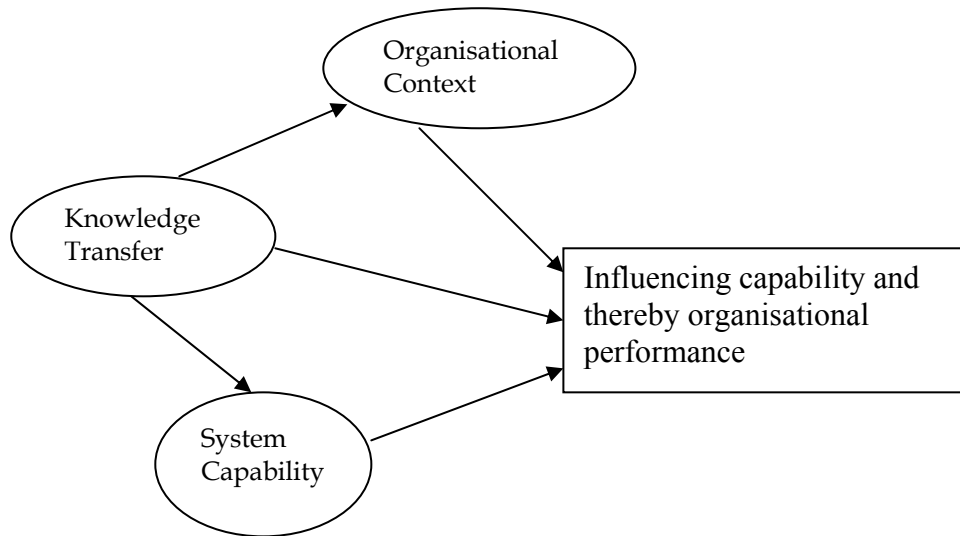 Organisational
Context
Knowledge
Transfer
Influencing capability and
thereby organisational
performance
System
Capability